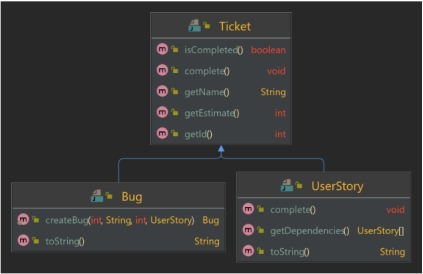 Ticket
isCompleted() boolean
complete() void
getName() String
getEstimate() int
getId() int
Bug
createBug(int, String, int, UserStory) Bug
toString() String
UserStory
complete() void
getDependencies() UserStory[]
toString() String